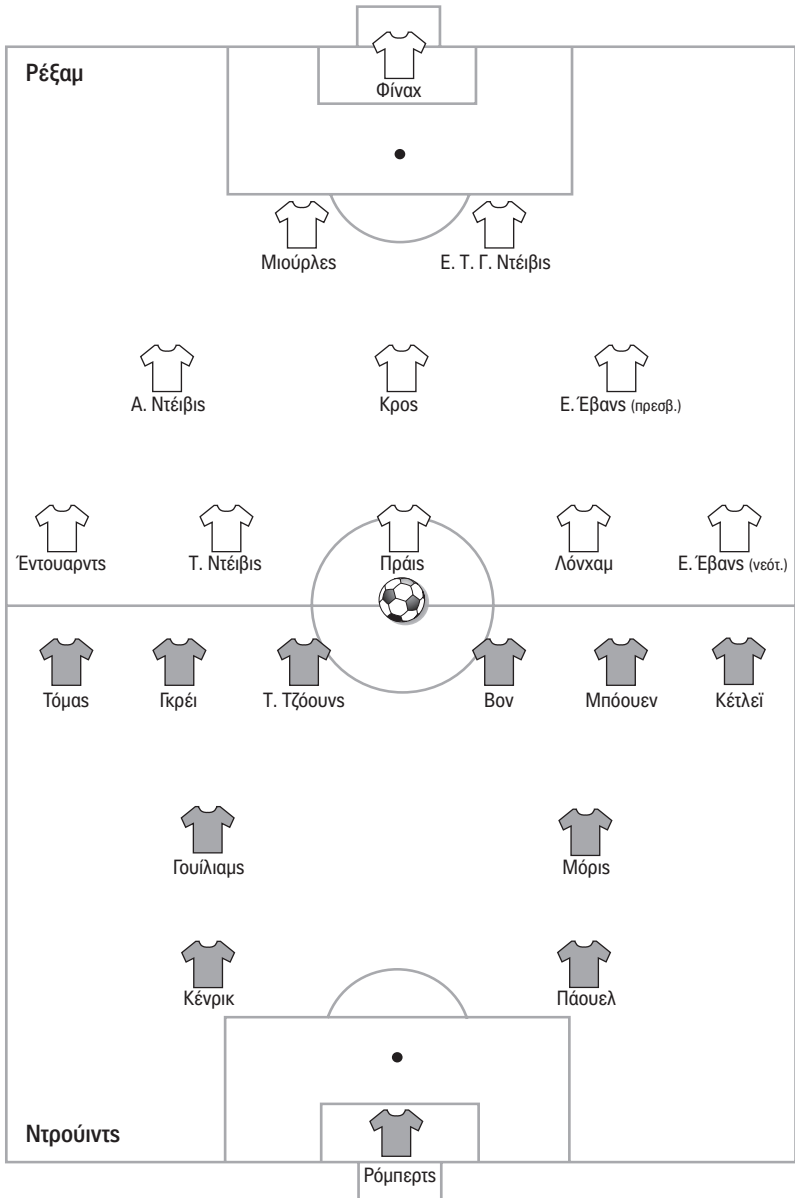 Ρέξαμ
Φίναχ
Μιούρλες Ε. Τ. Γ. Ντέιβις
Α. Ντέιβις Κρος Ε. Έβανς (πρεσβ.)
Έντουαρντς Τ. Ντέιβις Πράις Λόνχαμ Ε. Έβανς (νεότ.)
Τόμας Γκρέι Τ. Τζόουνς Βον Μπόουεν Κέτλεϊ
Γουίλιαμς Μόρις
Κένρικ Πάουελ
Ντρούιντς
Ρόμπερτς